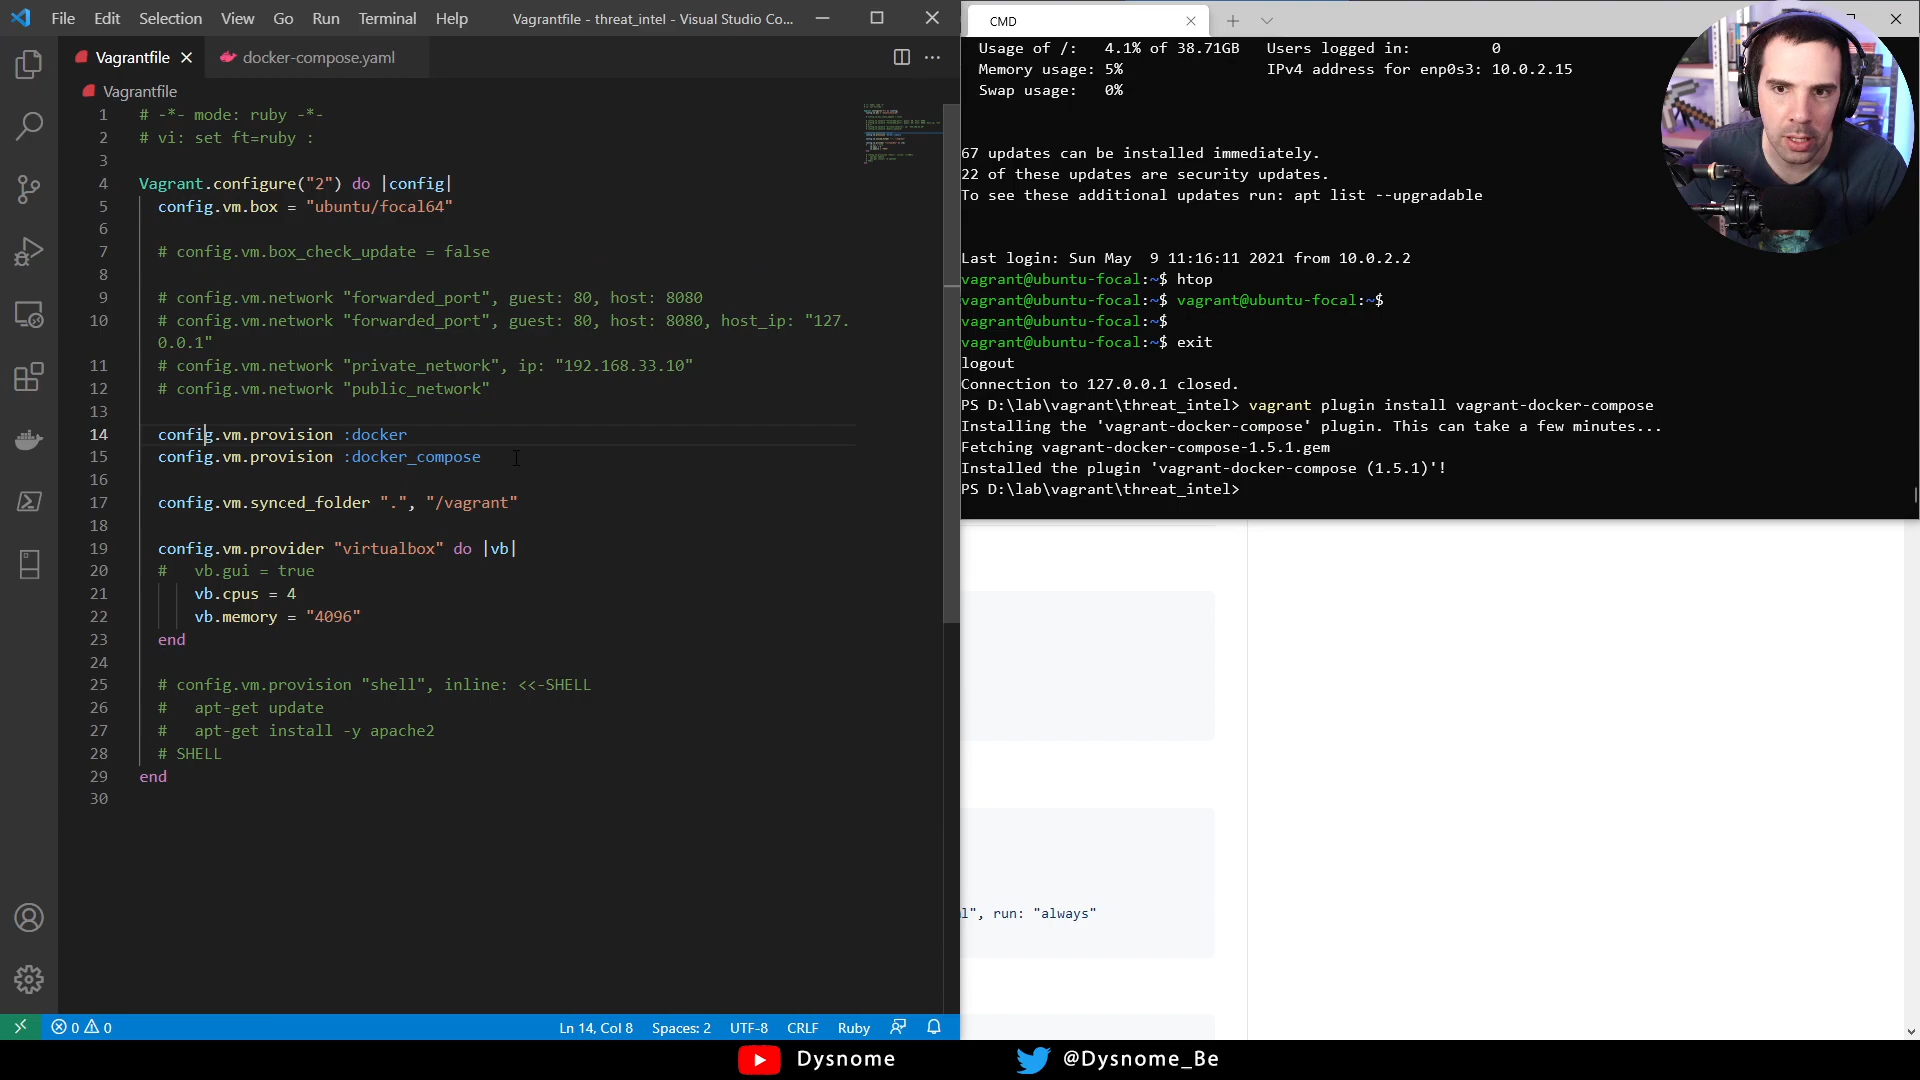 File Edit Selection View Go Run Terminal Help Vagrantfile - threat_intel - Visual Studio Co...
Vagrantfile docker-compose.yaml
Vagrantfile
1 # -*- mode: ruby -*-
2 # vi: set ft=ruby :
3
4 Vagrant.configure("2") do |config|
5 config.vm.box = "ubuntu/focal64"
6
7 # config.vm.box_check_update = false
8
9 # config.vm.network "forwarded_port", guest: 80, host: 8080
10 # config.vm.network "forwarded_port", guest: 80, host: 8080, host_ip: "127.
0.0.1"
11 # config.vm.network "private_network", ip: "192.168.33.10"
12 # config.vm.network "public_network"
13
14 config.vm.provision :docker
15 config.vm.provision :docker_compose
16
17 config.vm.synced_folder ".", "/vagrant"
18
19 config.vm.provider "virtualbox" do |vb|
20 # vb.gui = true
21 vb.cpus = 4
22 vb.memory = "4096"
23 end
24
25 # config.vm.provision "shell", inline: <<-SHELL
26 # apt-get update
27 # apt-get install -y apache2
28 # SHELL
29 end
30
0 0 Ln 14, Col 8 Spaces: 2 UTF-8 CRLF Ruby
CMD
Usage of /: 4.1% of 38.71GB Users logged in: 0
Memory usage: 5% IPv4 address for enp0s3: 10.0.2.15
Swap usage: 0%
67 updates can be installed immediately.
22 of these updates are security updates.
To see these additional updates run: apt list --upgradable
Last login: Sun May 9 11:16:11 2021 from 10.0.2.2
vagrant@ubuntu-focal:~$ htop
vagrant@ubuntu-focal:~$ vagrant@ubuntu-focal:~$
vagrant@ubuntu-focal:~$
vagrant@ubuntu-focal:~$ exit
logout
Connection to 127.0.0.1 closed.
PS D:\lab\vagrant\threat_intel> vagrant plugin install vagrant-docker-compose
Installing the 'vagrant-docker-compose' plugin. This can take a few minutes...
Fetching vagrant-docker-compose-1.5.1.gem
Installed the plugin 'vagrant-docker-compose (1.5.1)'!
PS D:\lab\vagrant\threat_intel>
l", run: "always"
Dysnome @Dysnome_Be